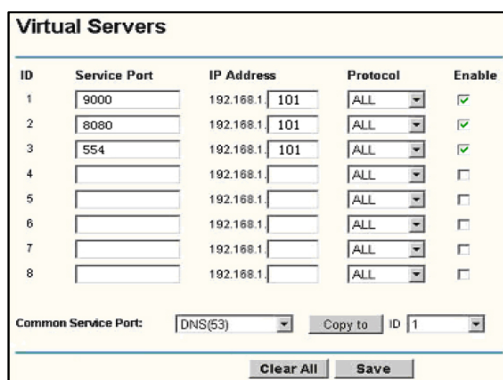 Virtual Servers
ID Service Port IP Address Protocol Enable
1 9000 192.168.1. 101 ALL
2 8080 192.168.1. 101 ALL
3 554 192.168.1. 101 ALL
4 192.168.1. ALL
5 192.168.1. ALL
6 192.168.1. ALL
7 192.168.1. ALL
8 192.168.1. ALL
Common Service Port: DNS(53) Copy to ID 1
Clear All Save